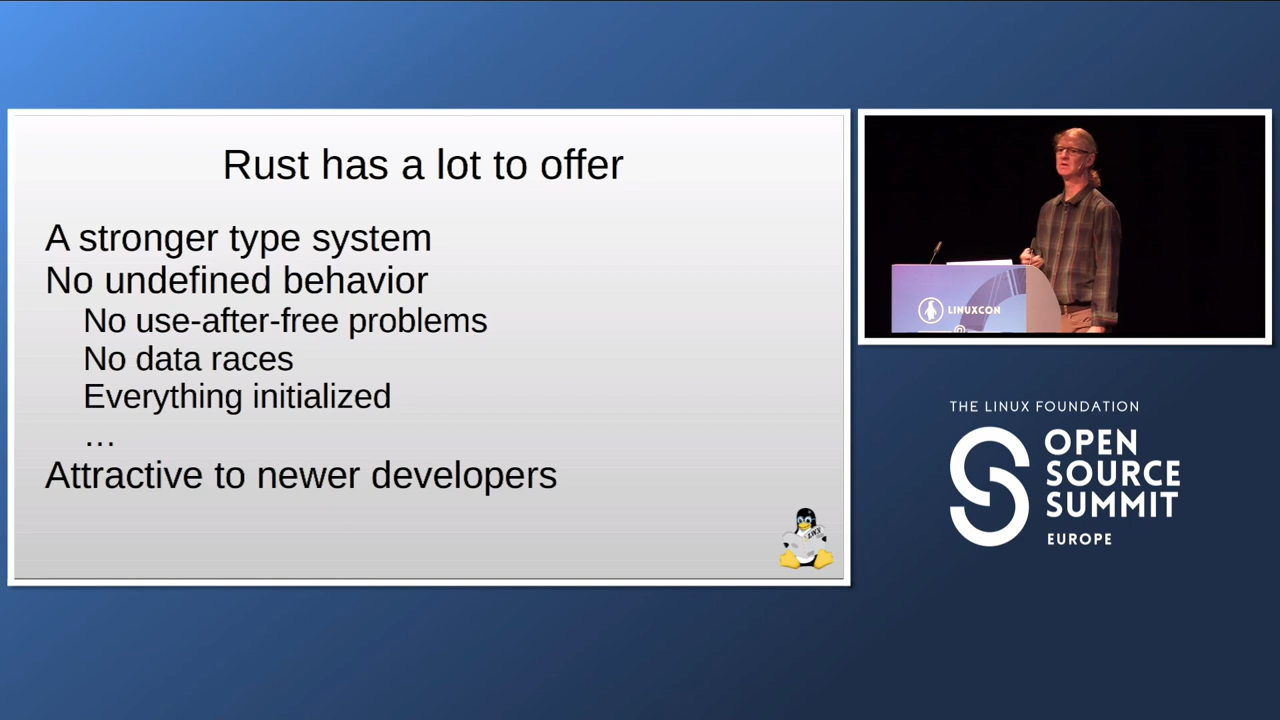 Rust has a lot to offer
A stronger type system
No undefined behavior
No use-after-free problems
No data races
Everything initialized
…
Attractive to newer developers
LINUXCON
THE LINUX FOUNDATION
OPEN
SOURCE
SUMMIT
EUROPE